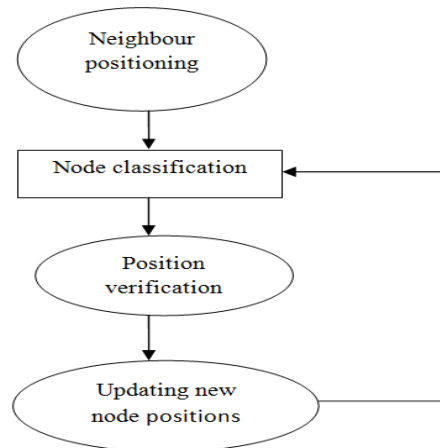 Neighbour
positioning
Node classification
Position
verification
Updating new
node positions